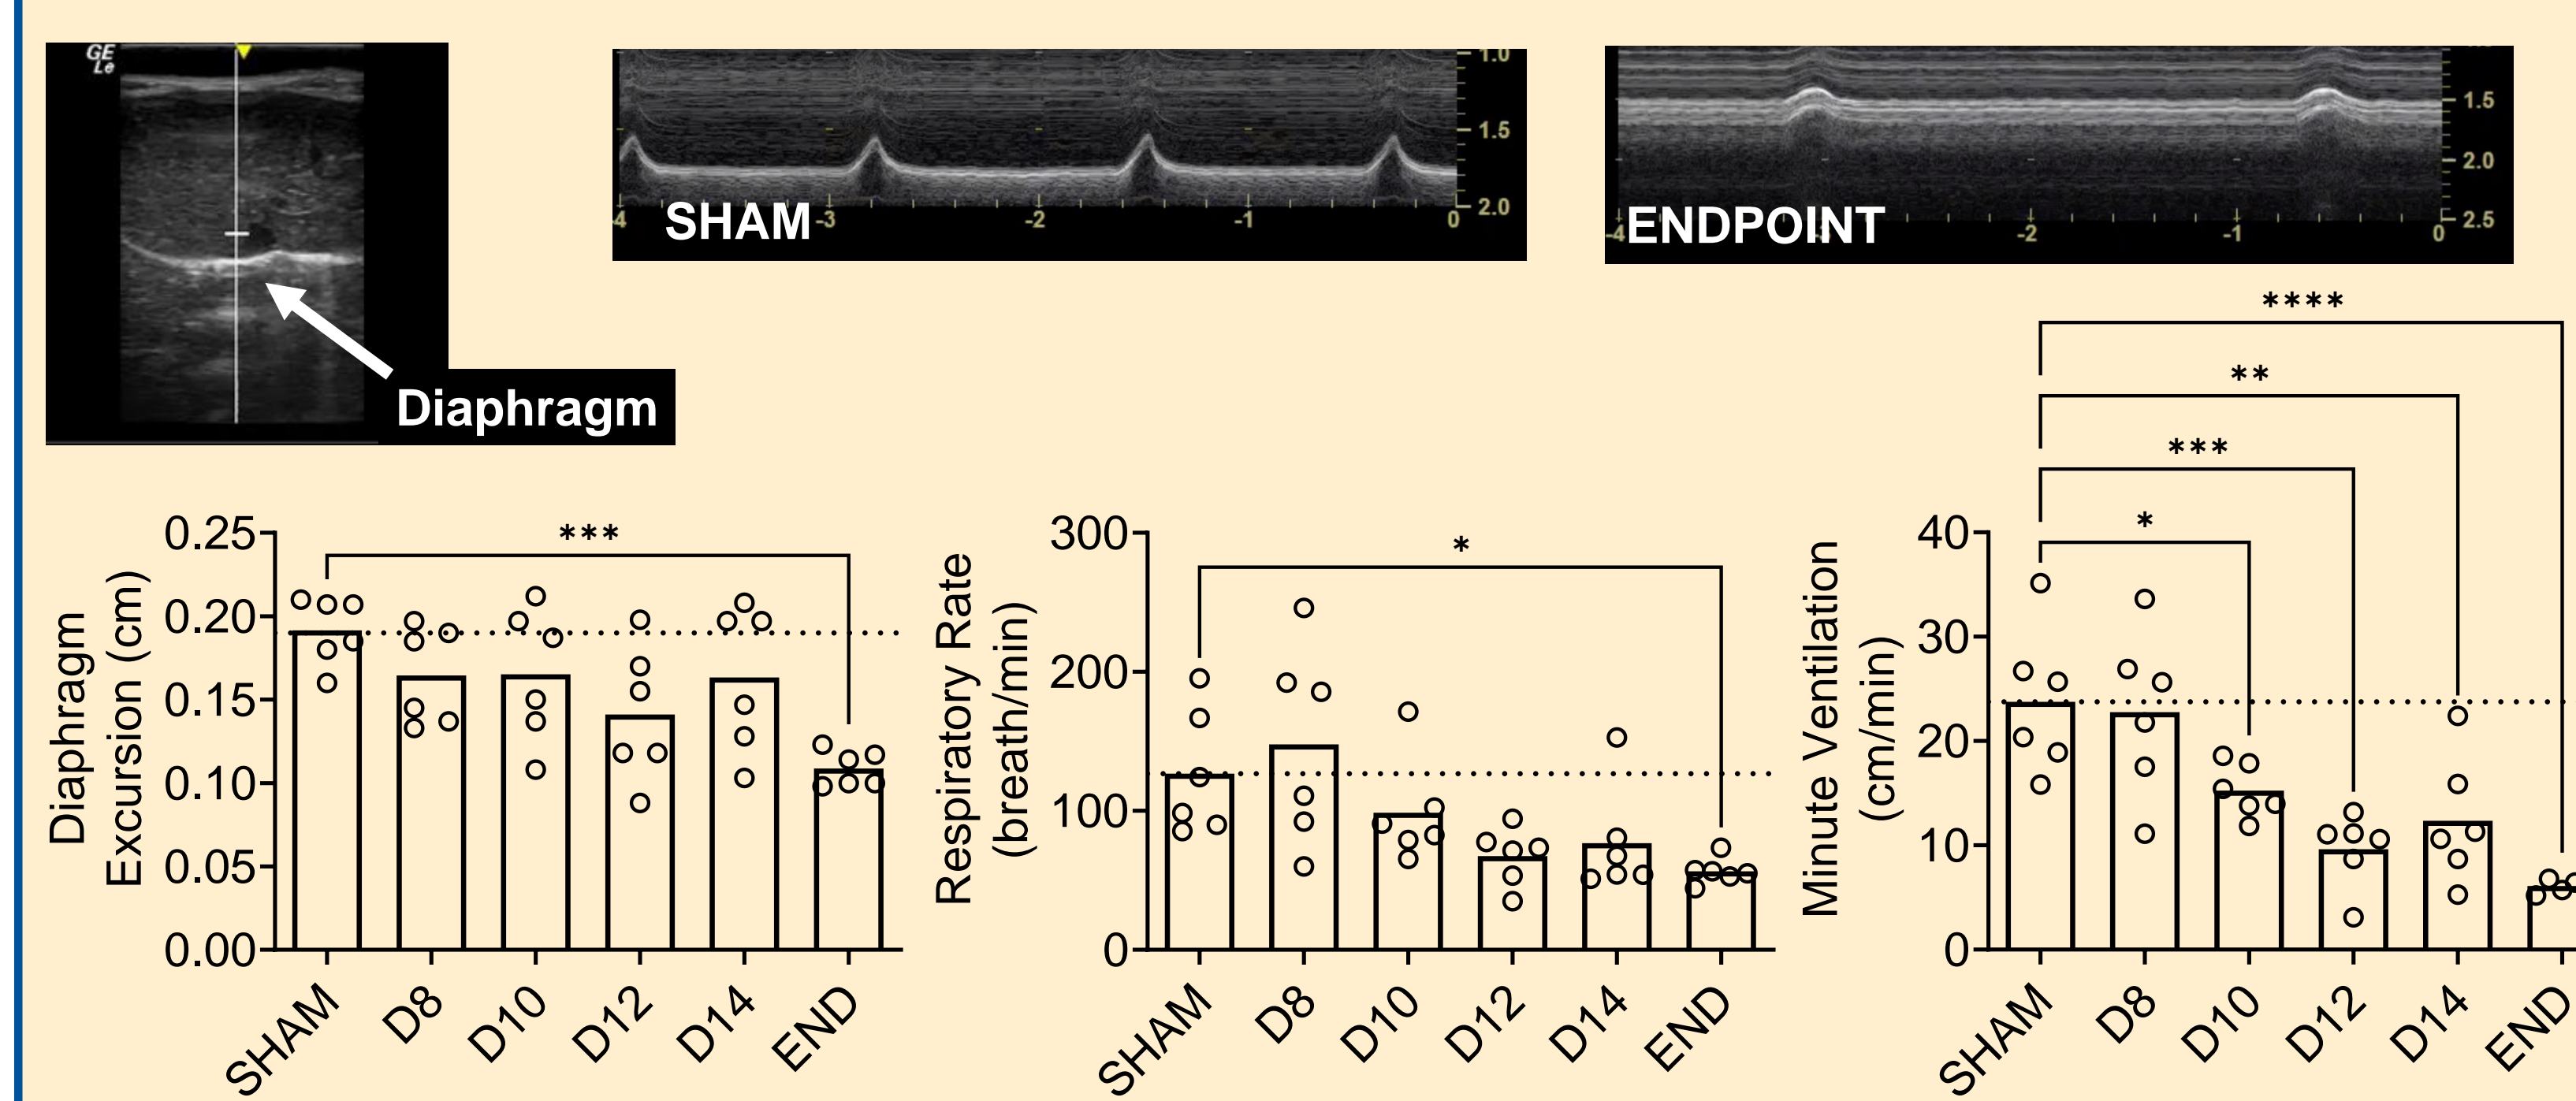 GE
Le
Diaphragm
1.0
1.5
2.0
4
-3
-2
-1
0
SHAM
1.5
2.0
2.5
-4
-2
-1
0
ENDPOINT
***
Diaphragm
Excursion (cm)
0.25
0.20
0.15
0.10
0.05
0.00
SHAM
D8
D10
D12
D14
END
*
Respiratory Rate
(breath/min)
300
200
100
0
SHAM
D8
D10
D12
D14
END
****
**
***
*
Minute Ventilation
(cm/min)
40
30
20
10
0
SHAM
D8
D10
D12
D14
END